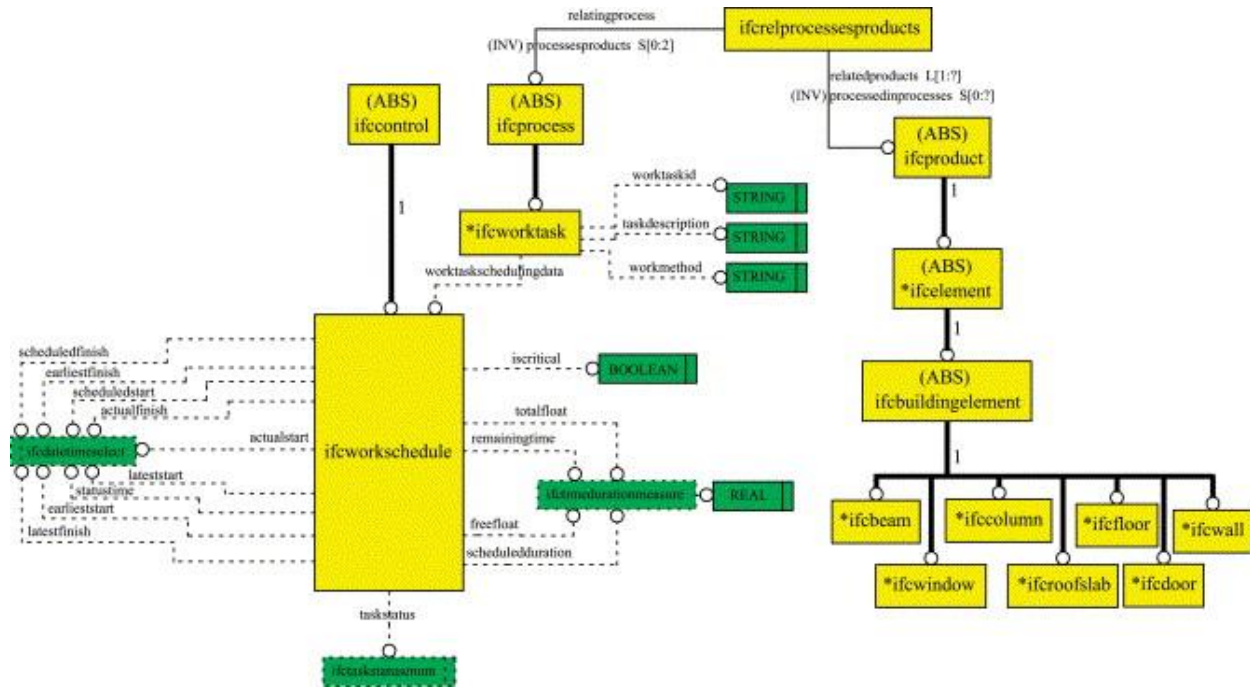 relatingprocess
ifcrelprocessesproducts
(INV) processesproducts S[0:2]
relatedproducts L[1:?]
(INV) processedinprocesses S[0:?]
(ABS)
ifccontrol
(ABS)
ifcprocess
(ABS)
ifcproduct
1
1
worktaskid
STRING
*ifcworktask
taskdescription
STRING
workmethod
STRING
worktaskschedulingdata
(ABS)
*ifcelement
1
scheduledfinish
earliestfinish
scheduledstart
actualfinish
iscritical
BOOLEAN
(ABS)
ifcbuildingelement
totalfloat
actualstart
remainingtime
ifcdatetimeselect
ifcworkschedule
1
lateststart
statustime
earlieststart
latestfinish
ifctimedurationmeasure
REAL
freefloat
scheduledduration
*ifcbeam
*ifccolumn
*ifcfloor
*ifcwall
*ifcwindow
*ifcroofslab
*ifcdoor
taskstatus